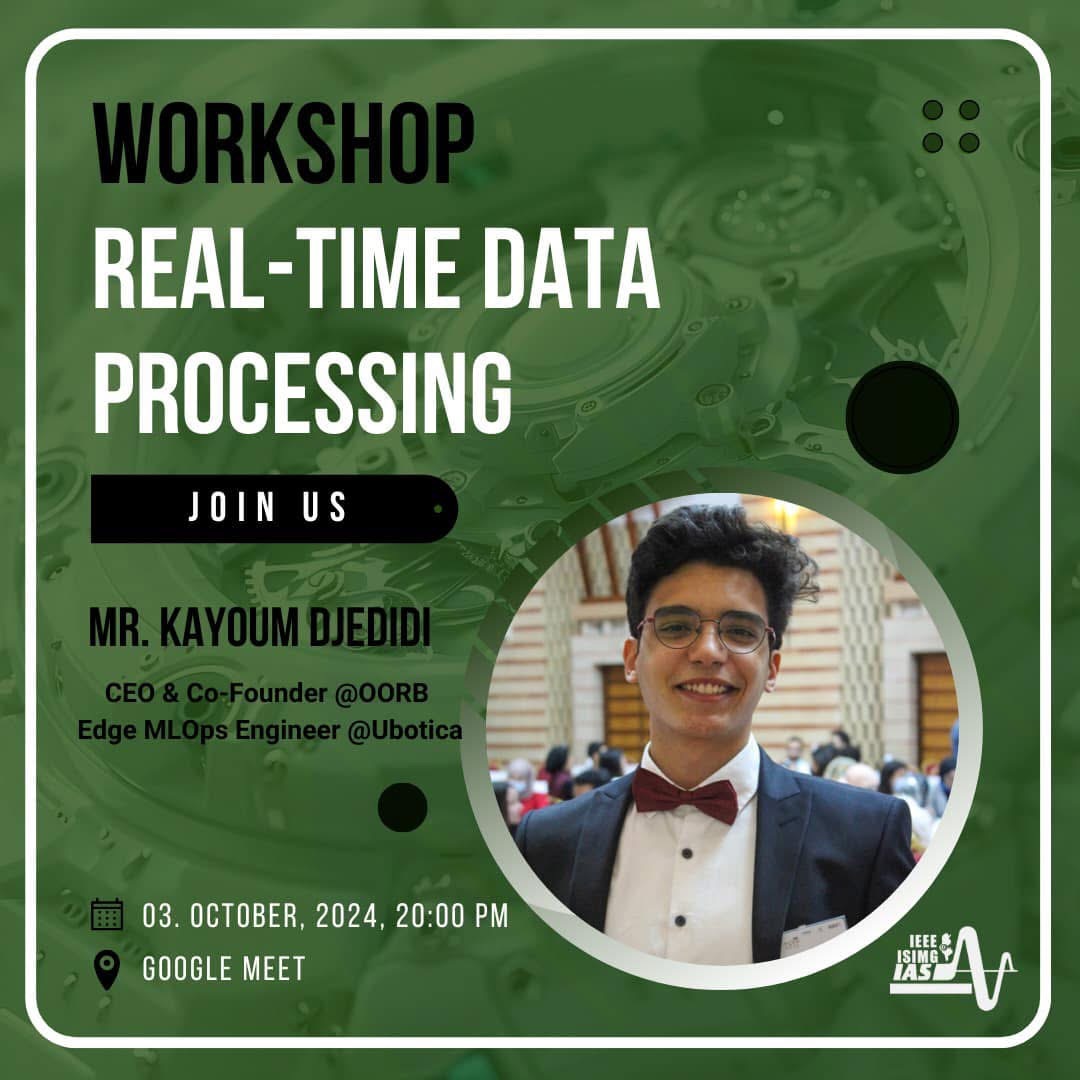 WORKSHOP
REAL-TIME DATA
PROCESSING
JOIN US
MR. KAYOUM DJEDIDI
CEO & Co-Founder @OORB
Edge MLOps Engineer @Ubotica
03. OCTOBER, 2024, 20:00 PM
GOOGLE MEET
IEEE
ISIMG
IAS